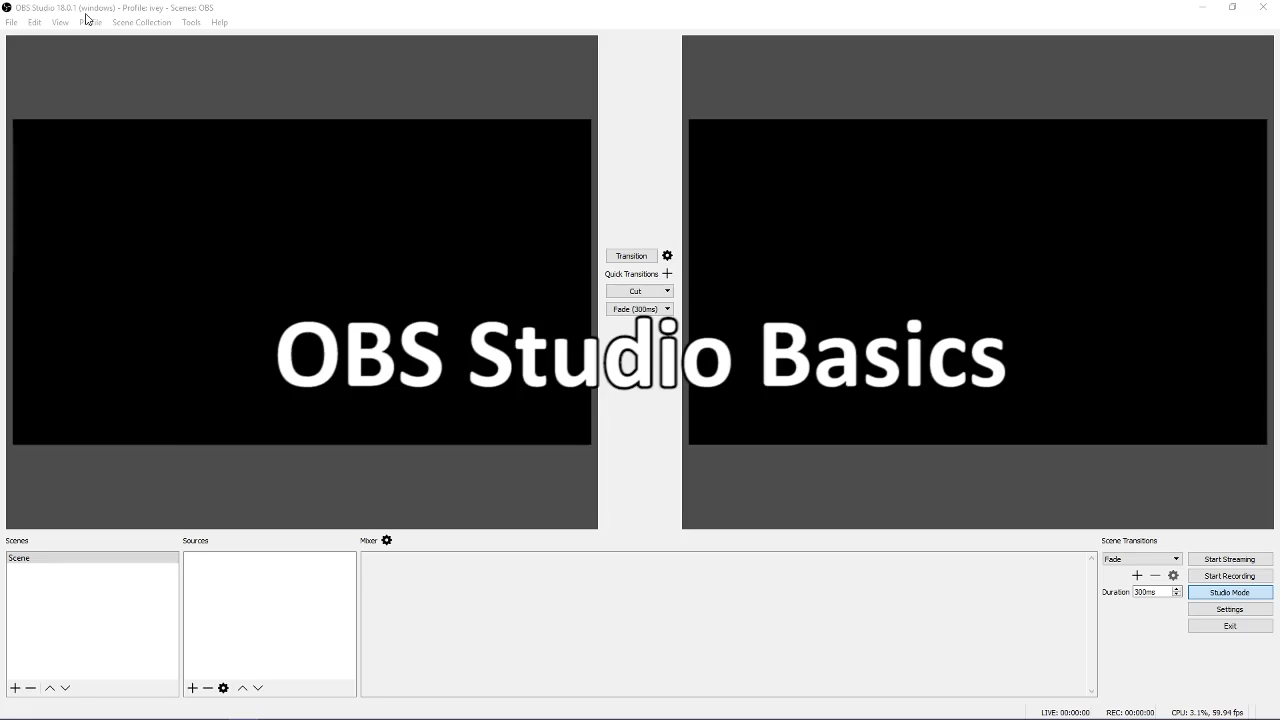 OBS Studio 18.0.1 (windows) - Profile: ivey - Scenes: OBS
File Edit View Profile Scene Collection Tools Help
Transition
Quick Transitions
Cut
Fade (300ms)
OBS Studio Basics
Scenes Sources Mixer Scene Transitions
Scene
Fade
Start Streaming
Start Recording
Duration 300ms
Studio Mode
Settings
Exit
LIVE: 00:00:00 REC: 00:00:00 CPU: 3.1%, 59.94 fps